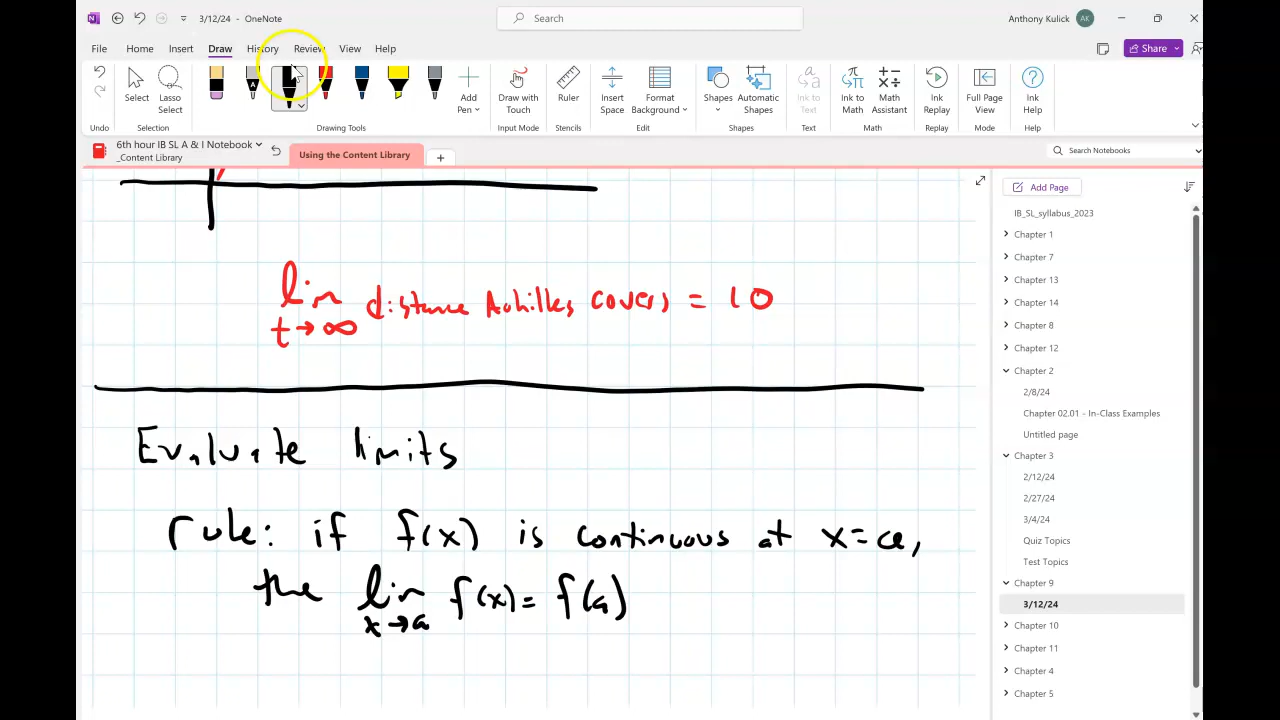 3/12/24 - OneNote
Search
Anthony Kulick
AK
File Home Insert Draw History Review View Help
Share
Select
Lasso Select
Add Pen
Draw with Touch
Ruler
Insert Space
Format Background
Shapes
Automatic Shapes
Ink to Text
Ink to Math
Math Assistant
Ink Replay
Full Page View
Ink Help
Undo
Selection
Drawing Tools
Input Mode
Stencils
Edit
Shapes
Text
Math
Replay
Mode
Help
6th hour IB SL A & I Notebook
_Content Library
Using the Content Library
Search Notebooks
Add Page
IB_SL_syllabus_2023
Chapter 1
Chapter 7
Chapter 13
Chapter 14
Chapter 8
Chapter 12
Chapter 2
2/8/24
Chapter 02.01 - In-Class Examples
Untitled page
Chapter 3
2/12/24
2/27/24
3/4/24
Quiz Topics
Test Topics
Chapter 9
3/12/24
Chapter 10
Chapter 11
Chapter 4
Chapter 5
lim distance Achilles covers = 10
t→∞
Evaluate limits
rule: if f(x) is continuous at x=a,
the lim f(x) = f(a)
x→a